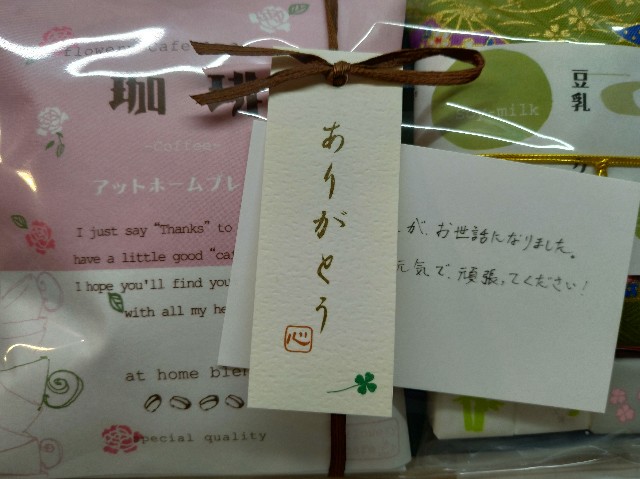 flowery cafe
珈琲
-Coffee-
アットホームブレ
I just say "Thanks" to
have a little good "ca
I hope you'll find you
with all my he
at home blen
special quality
ありがとう
心
が、お世話になりました。
元気で、頑張ってください!
豆乳
milk